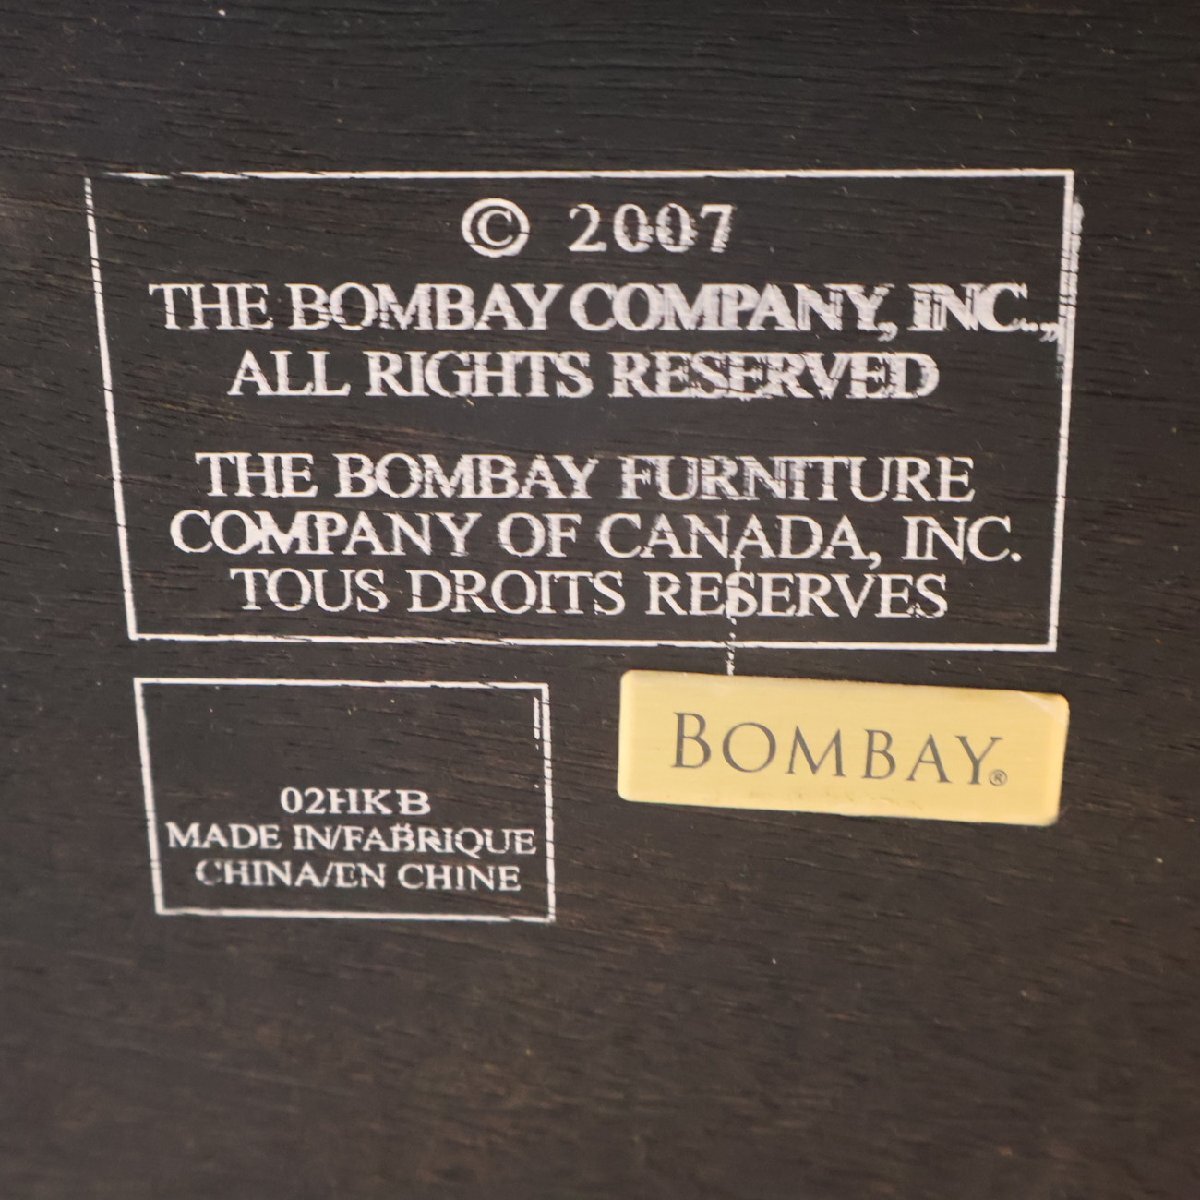 © 2007
THE BOMBAY COMPANY, INC.,
ALL RIGHTS RESERVED
THE BOMBAY FURNITURE
COMPANY OF CANADA, INC.
TOUS DROITS RESERVES
02HKB
MADE IN/FABRIQUE
CHINA/EN CHINE
BOMBAY®